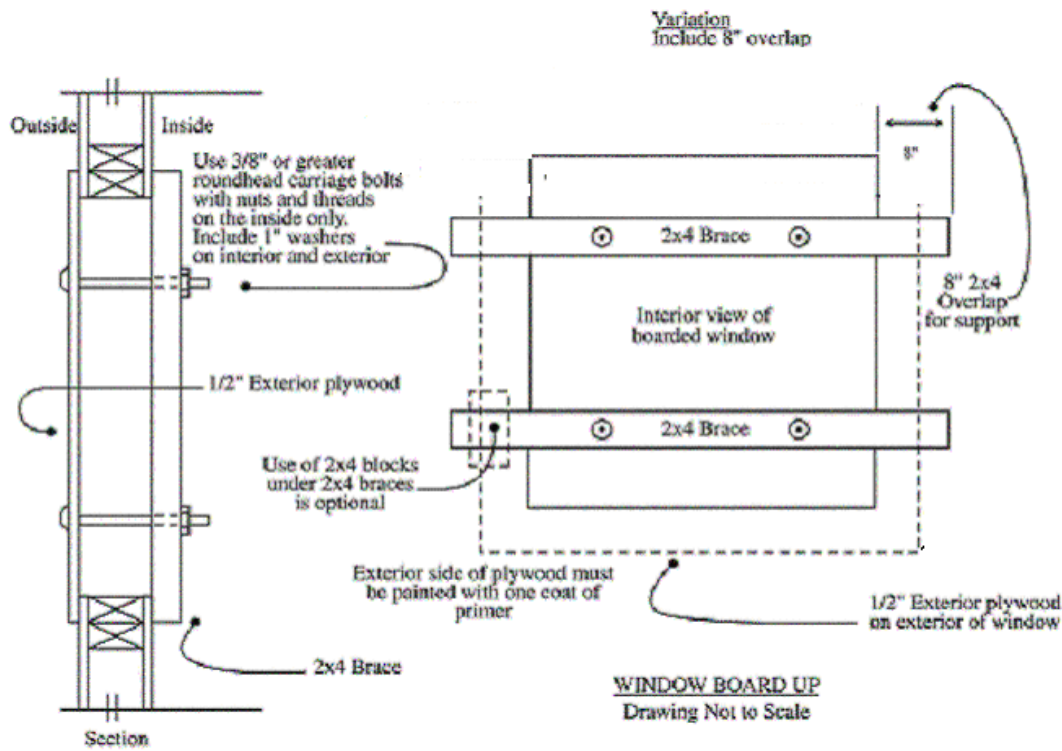 Variation
Include 8" overlap
Outside
Inside
Use 3/8" or greater
roundhead carriage bolts
with nuts and threads
on the inside only.
Include 1" washers
on interior and exterior
8"
2x4 Brace
8" 2x4
Overlap
for support
Interior view of
boarded window
1/2" Exterior plywood
2x4 Brace
Use of 2x4 blocks
under 2x4 braces
is optional
Exterior side of plywood must
be painted with one coat of
primer
1/2" Exterior plywood
on exterior of window
2x4 Brace
WINDOW BOARD UP
Drawing Not to Scale
Section